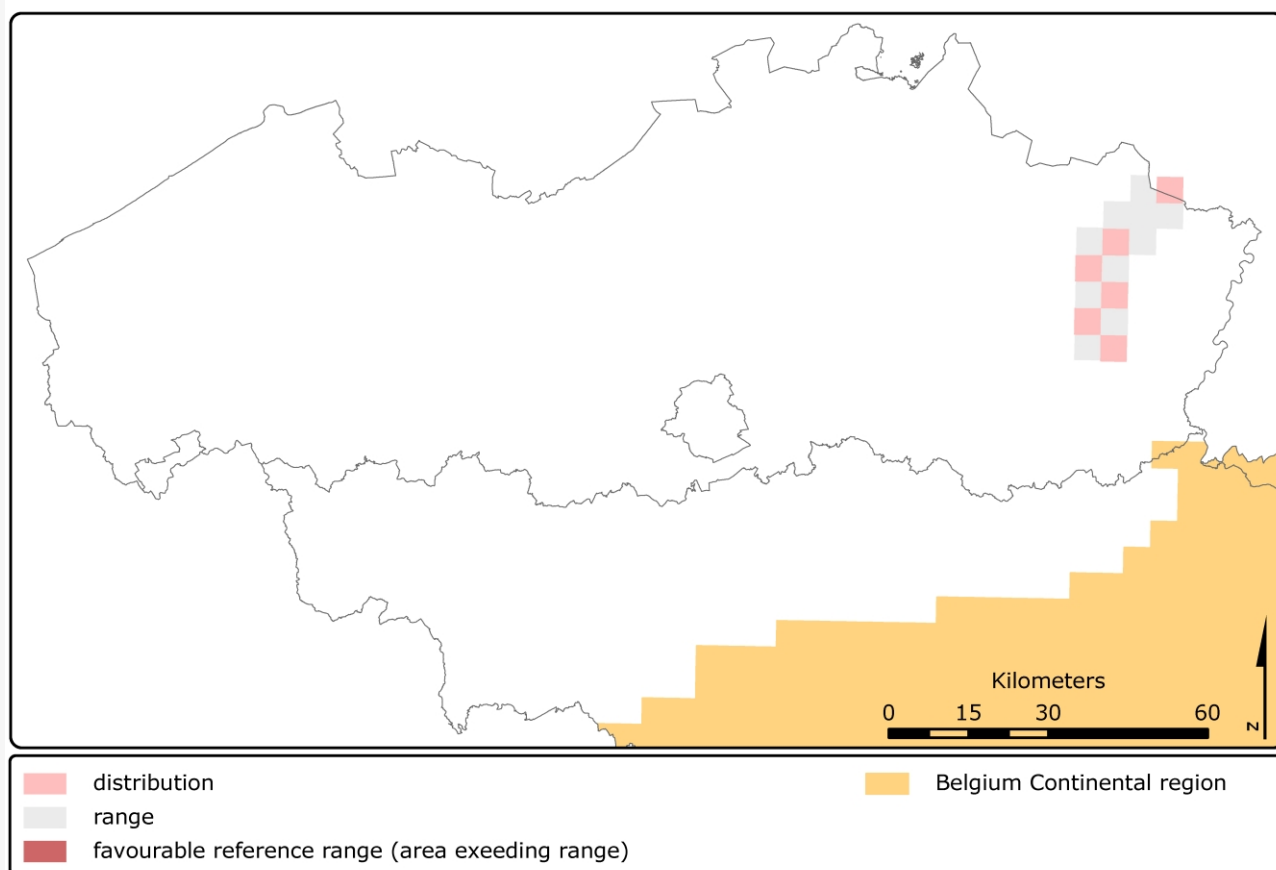 Kilometers
0 15 30 60
N
distribution
Belgium Continental region
range
favourable reference range (area exeeding range)